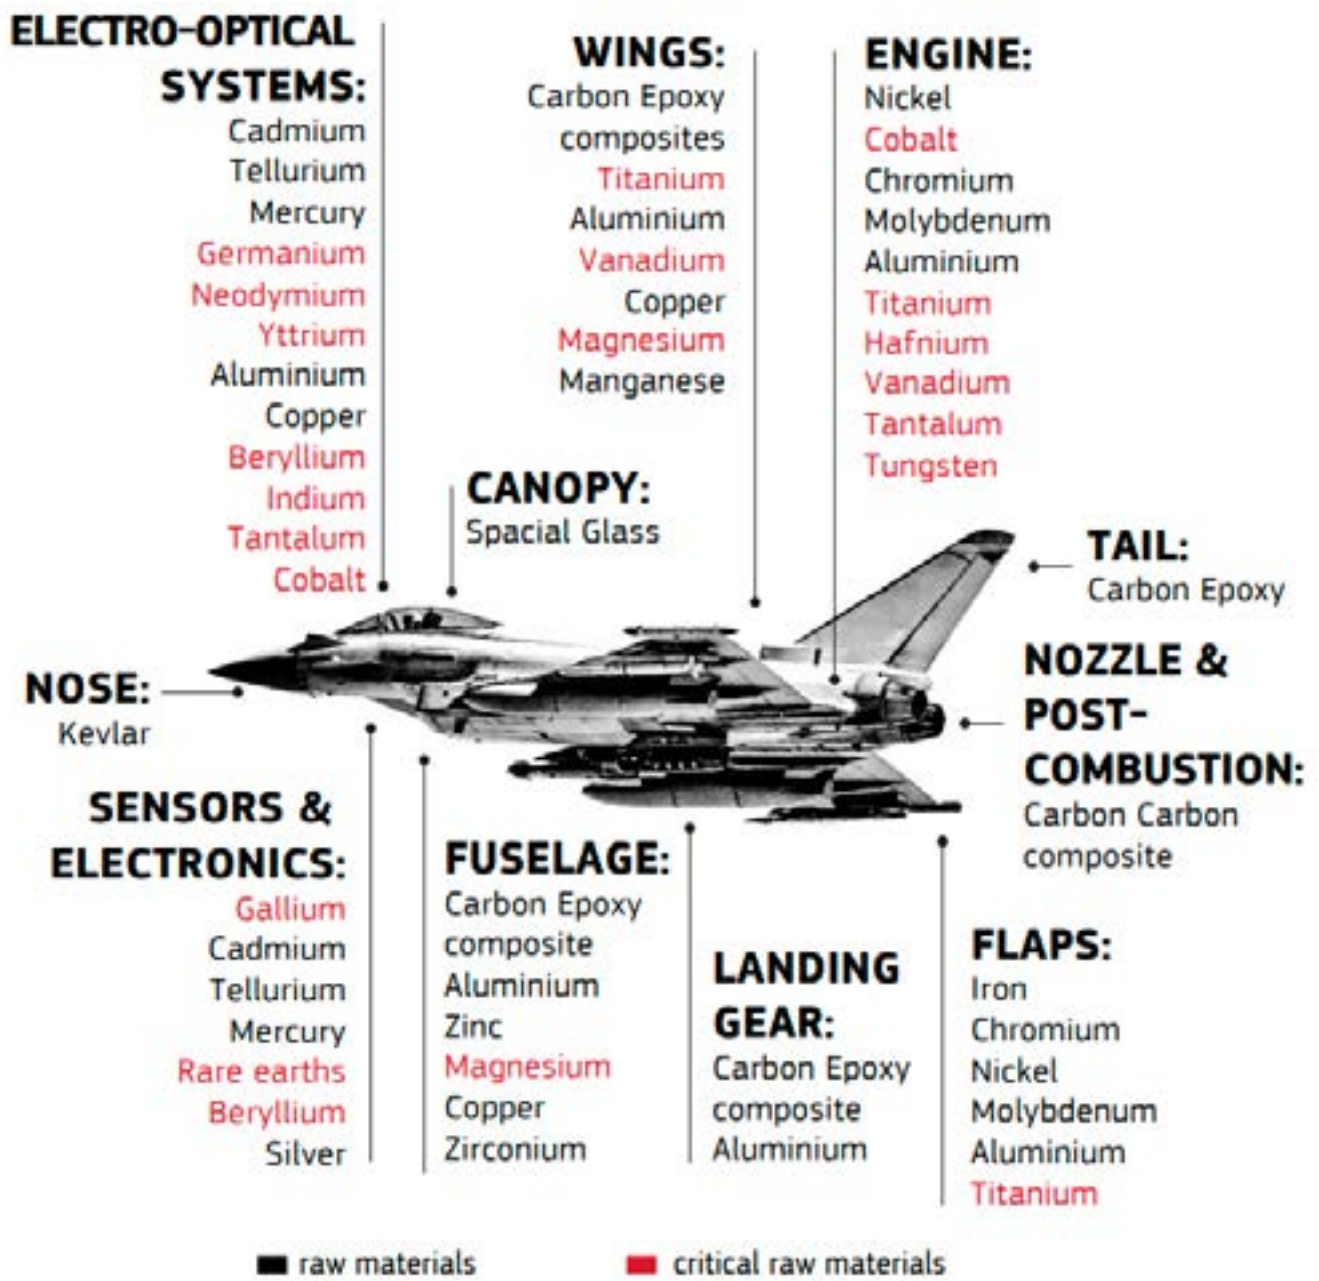 ELECTRO-OPTICAL
SYSTEMS:
Cadmium
Tellurium
Mercury
Germanium
Neodymium
Yttrium
Aluminium
Copper
Beryllium
Indium
Tantalum
Cobalt
WINGS:
Carbon Epoxy
composites
Titanium
Aluminium
Vanadium
Copper
Magnesium
Manganese
ENGINE:
Nickel
Cobalt
Chromium
Molybdenum
Aluminium
Titanium
Hafnium
Vanadium
Tantalum
Tungsten
CANOPY:
Spacial Glass
TAIL:
Carbon Epoxy
NOSE:
Kevlar
NOZZLE &
POST-
COMBUSTION:
Carbon Carbon
composite
SENSORS &
ELECTRONICS:
Gallium
Cadmium
Tellurium
Mercury
Rare earths
Beryllium
Silver
FUSELAGE:
Carbon Epoxy
composite
Aluminium
Zinc
Magnesium
Copper
Zirconium
LANDING
GEAR:
Carbon Epoxy
composite
Aluminium
FLAPS:
Iron
Chromium
Nickel
Molybdenum
Aluminium
Titanium
raw materials
critical raw materials